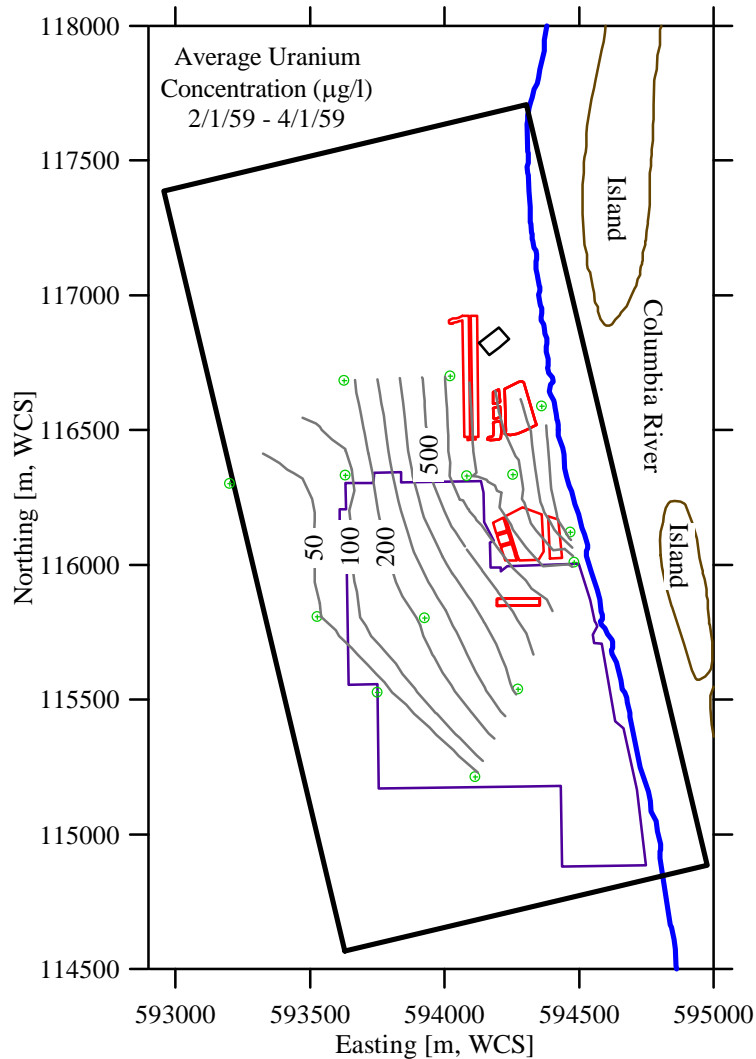 118000
Average Uranium
Concentration (μg/l)
2/1/59 - 4/1/59
117500
Island
117000
Columbia River
116500
500
Northing [m, WCS]
116000
50
100
200
Island
115500
115000
114500
593000
593500
594000
594500
595000
Easting [m, WCS]